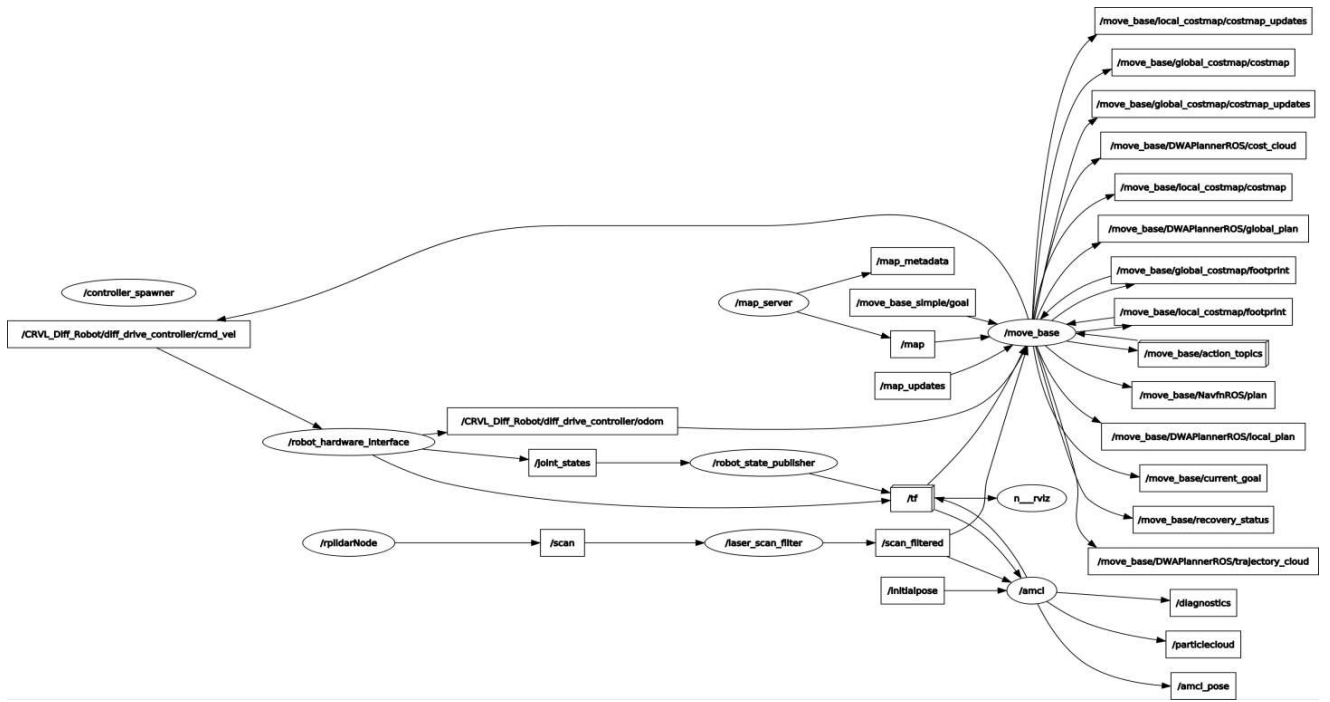 /move_base/local_costmap/costmap_updates
/move_base/global_costmap/costmap
/move_base/global_costmap/costmap_updates
/move_base/DWAPlannerROS/cost_cloud
/move_base/local_costmap/costmap
/move_base/DWAPlannerROS/global_plan
/map_metadata
/move_base/global_costmap/footprint
/controller_spawner
/map_server
/move_base_simple/goal
/move_base/local_costmap/footprint
/CRVL_Diff_Robot/diff_drive_controller/cmd_vel
/move_base
/map
/move_base/action_topics
/map_updates
/move_base/NavfnROS/plan
/CRVL_Diff_Robot/diff_drive_controller/odom
/move_base/DWAPlannerROS/local_plan
/robot_hardware_interface
/joint_states
/robot_state_publisher
/move_base/current_goal
/tf
n___rviz
/move_base/recovery_status
/rplidarNode
/scan
/laser_scan_filter
/scan_filtered
/move_base/DWAPlannerROS/trajectory_cloud
/initialpose
/amcl
/diagnostics
/particlecloud
/amcl_pose